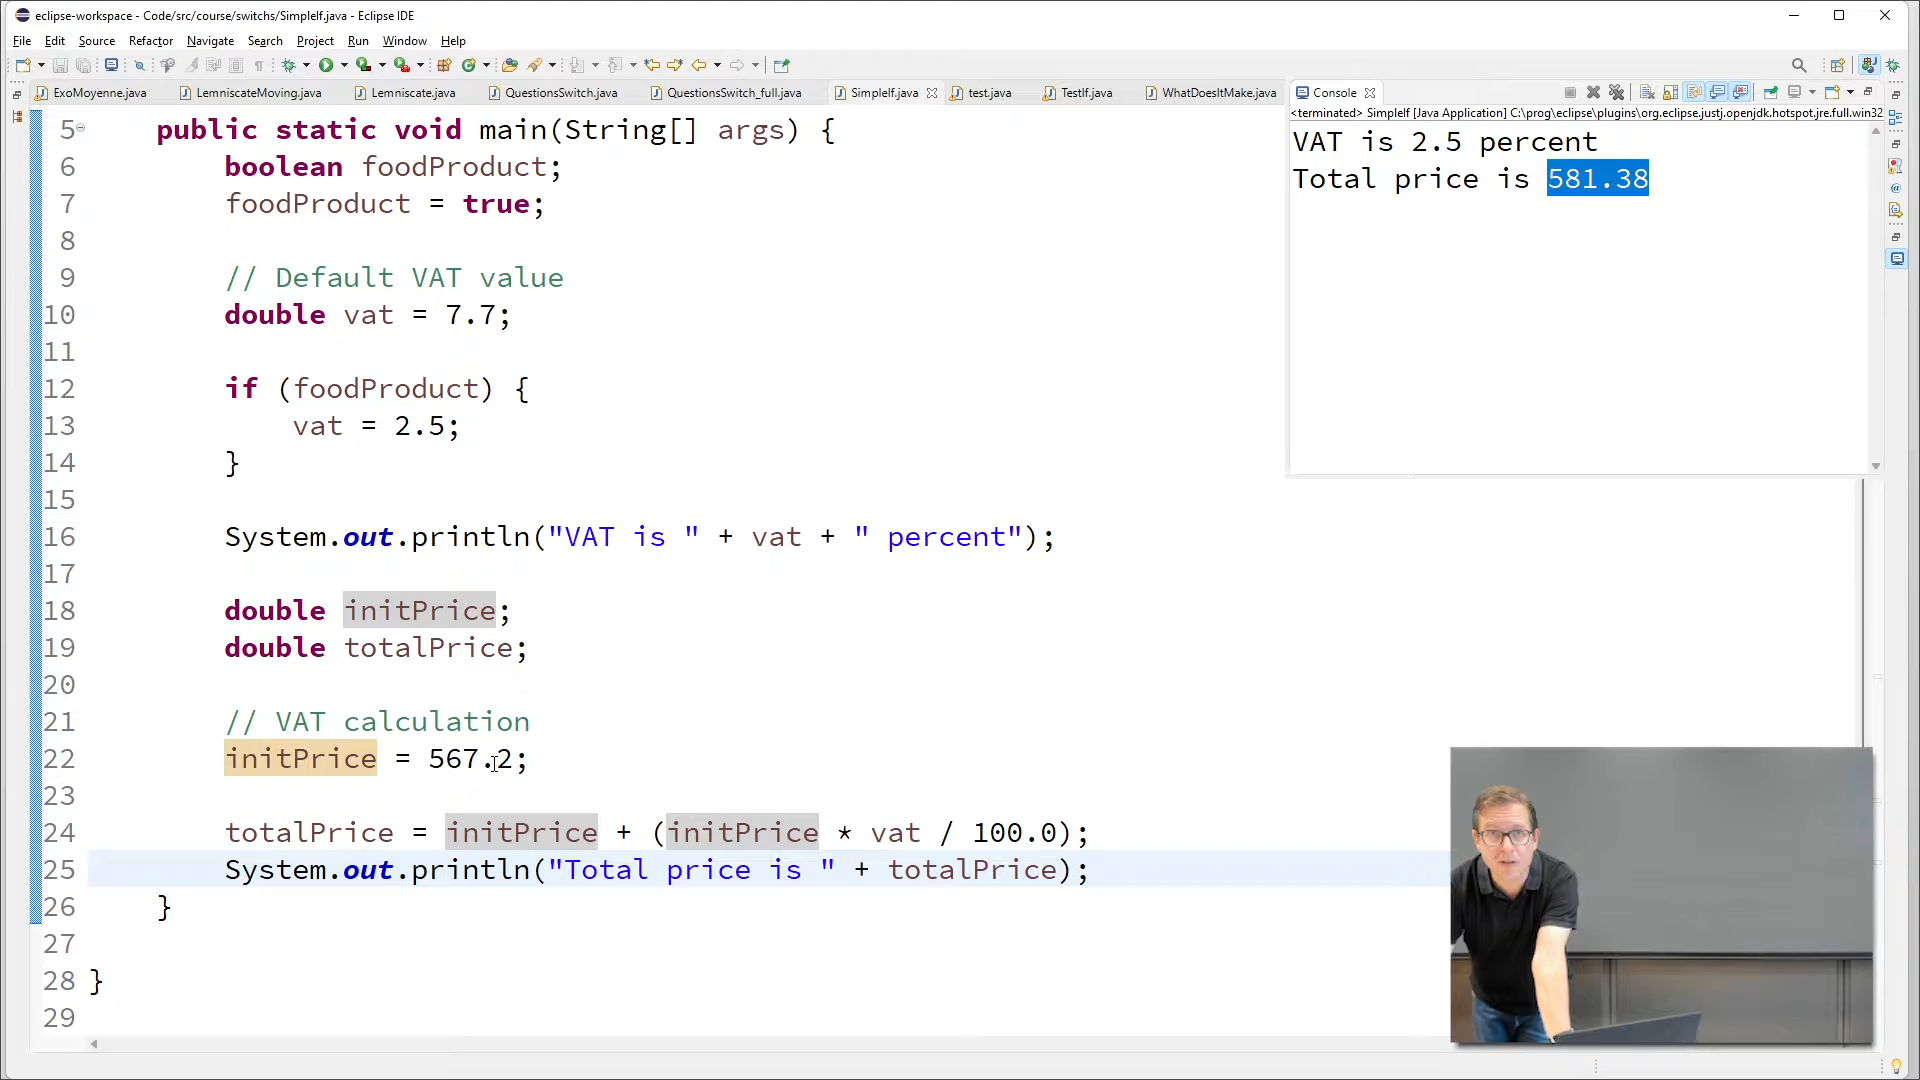 eclipse-workspace - Code/src/course/switchs/SimpleIf.java - Eclipse IDE
File Edit Source Refactor Navigate Search Project Run Window Help
ExoMoyenne.java LemniscateMoving.java Lemniscate.java QuestionsSwitch.java QuestionsSwitch_full.java SimpleIf.java test.java TestIf.java WhatDoesItMake.java
5 public static void main(String[] args) {
6 boolean foodProduct;
7 foodProduct = true;
8
9 // Default VAT value
10 double vat = 7.7;
11
12 if (foodProduct) {
13 vat = 2.5;
14 }
15
16 System.out.println("VAT is " + vat + " percent");
17
18 double initPrice;
19 double totalPrice;
20
21 // VAT calculation
22 initPrice = 567.2;
23
24 totalPrice = initPrice + (initPrice * vat / 100.0);
25 System.out.println("Total price is " + totalPrice);
26 }
27
28 }
29
Console
<terminated> SimpleIf [Java Application] C:\prog\eclipse\plugins\org.eclipse.justj.openjdk.hotspot.jre.full.win32
VAT is 2.5 percent
Total price is 581.38